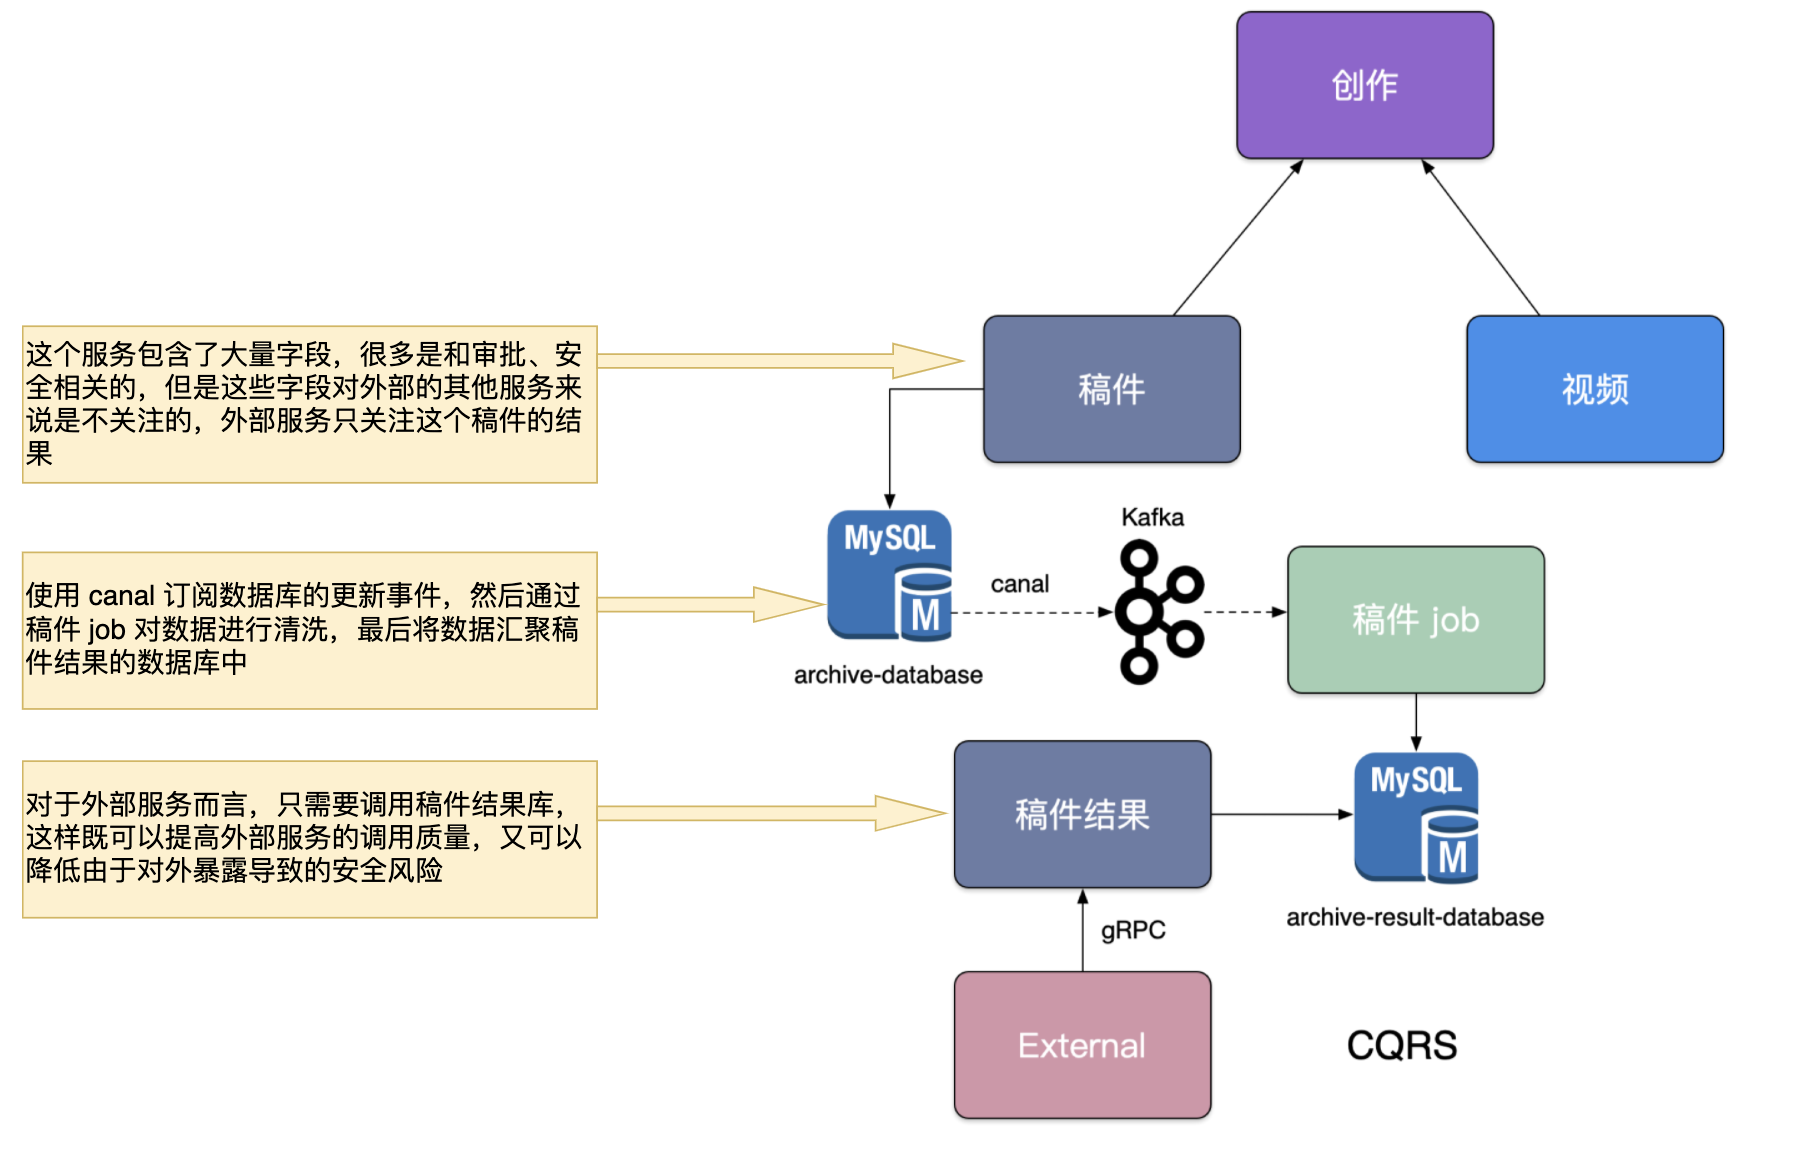 创作
这个服务包含了大量字段，很多是和审批、安
全相关的，但是这些字段对外部的其他服务来
说是不关注的，外部服务只关注这个稿件的结
果
稿件
视频
使用 canal 订阅数据库的更新事件，然后通过
稿件 job 对数据进行清洗，最后将数据汇聚稿
件结果的数据库中
MySQL
M
archive-database
canal
Kafka
稿件 job
对于外部服务而言，只需要调用稿件结果库，
这样既可以提高外部服务的调用质量，又可以
降低由于对外暴露导致的安全风险
稿件结果
MySQL
M
archive-result-database
gRPC
External
CQRS